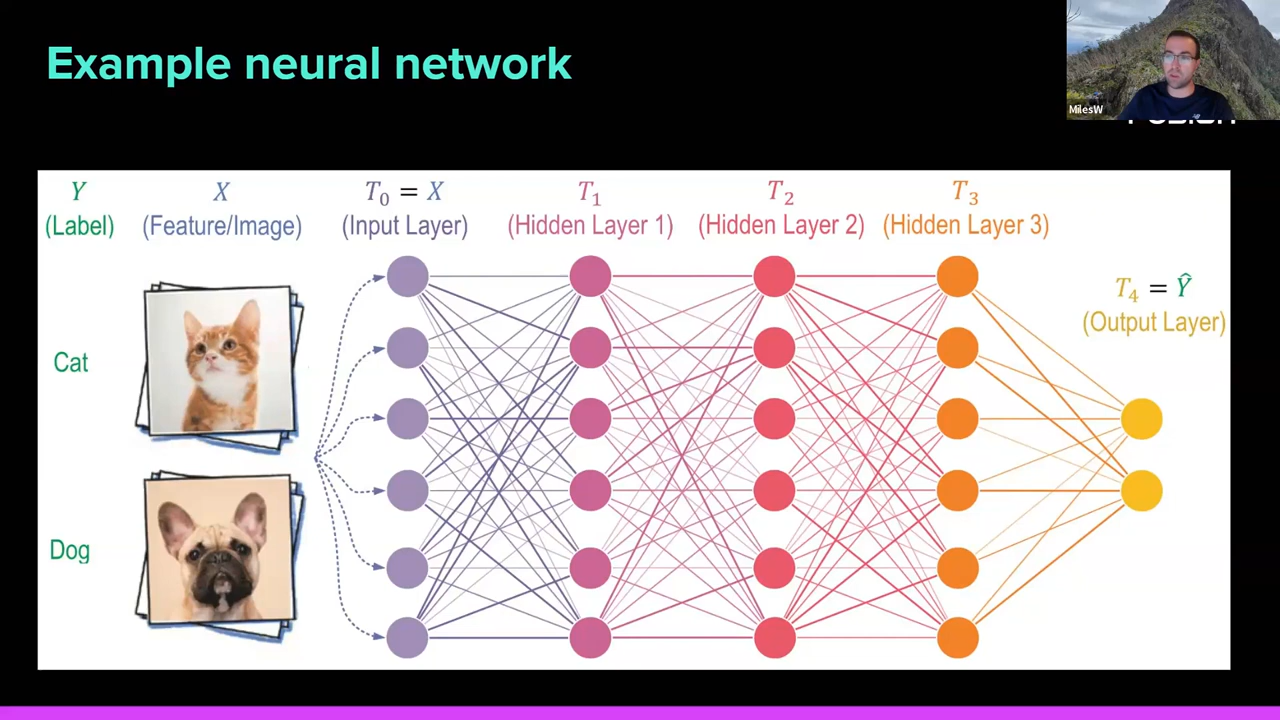 Example neural network
MilesW
Y
(Label)
X
(Feature/Image)
T₀ = X
(Input Layer)
T₁
(Hidden Layer 1)
T₂
(Hidden Layer 2)
T₃
(Hidden Layer 3)
T₄ = Ŷ
(Output Layer)
Cat
Dog